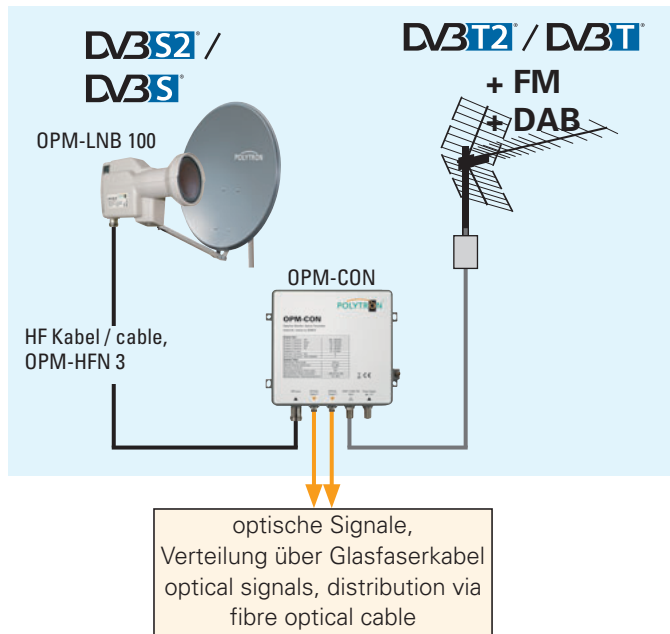 DVB S2 /
DVB S
DVB T2 / DVB T
+ FM
+ DAB
OPM-LNB 100
POLYTRON
OPM-CON
POLYTRON
OPM-CON
HF Kabel / cable,
OPM-HFN 3
optische Signale,
Verteilung über Glasfaserkabel
optical signals, distribution via
fibre optical cable